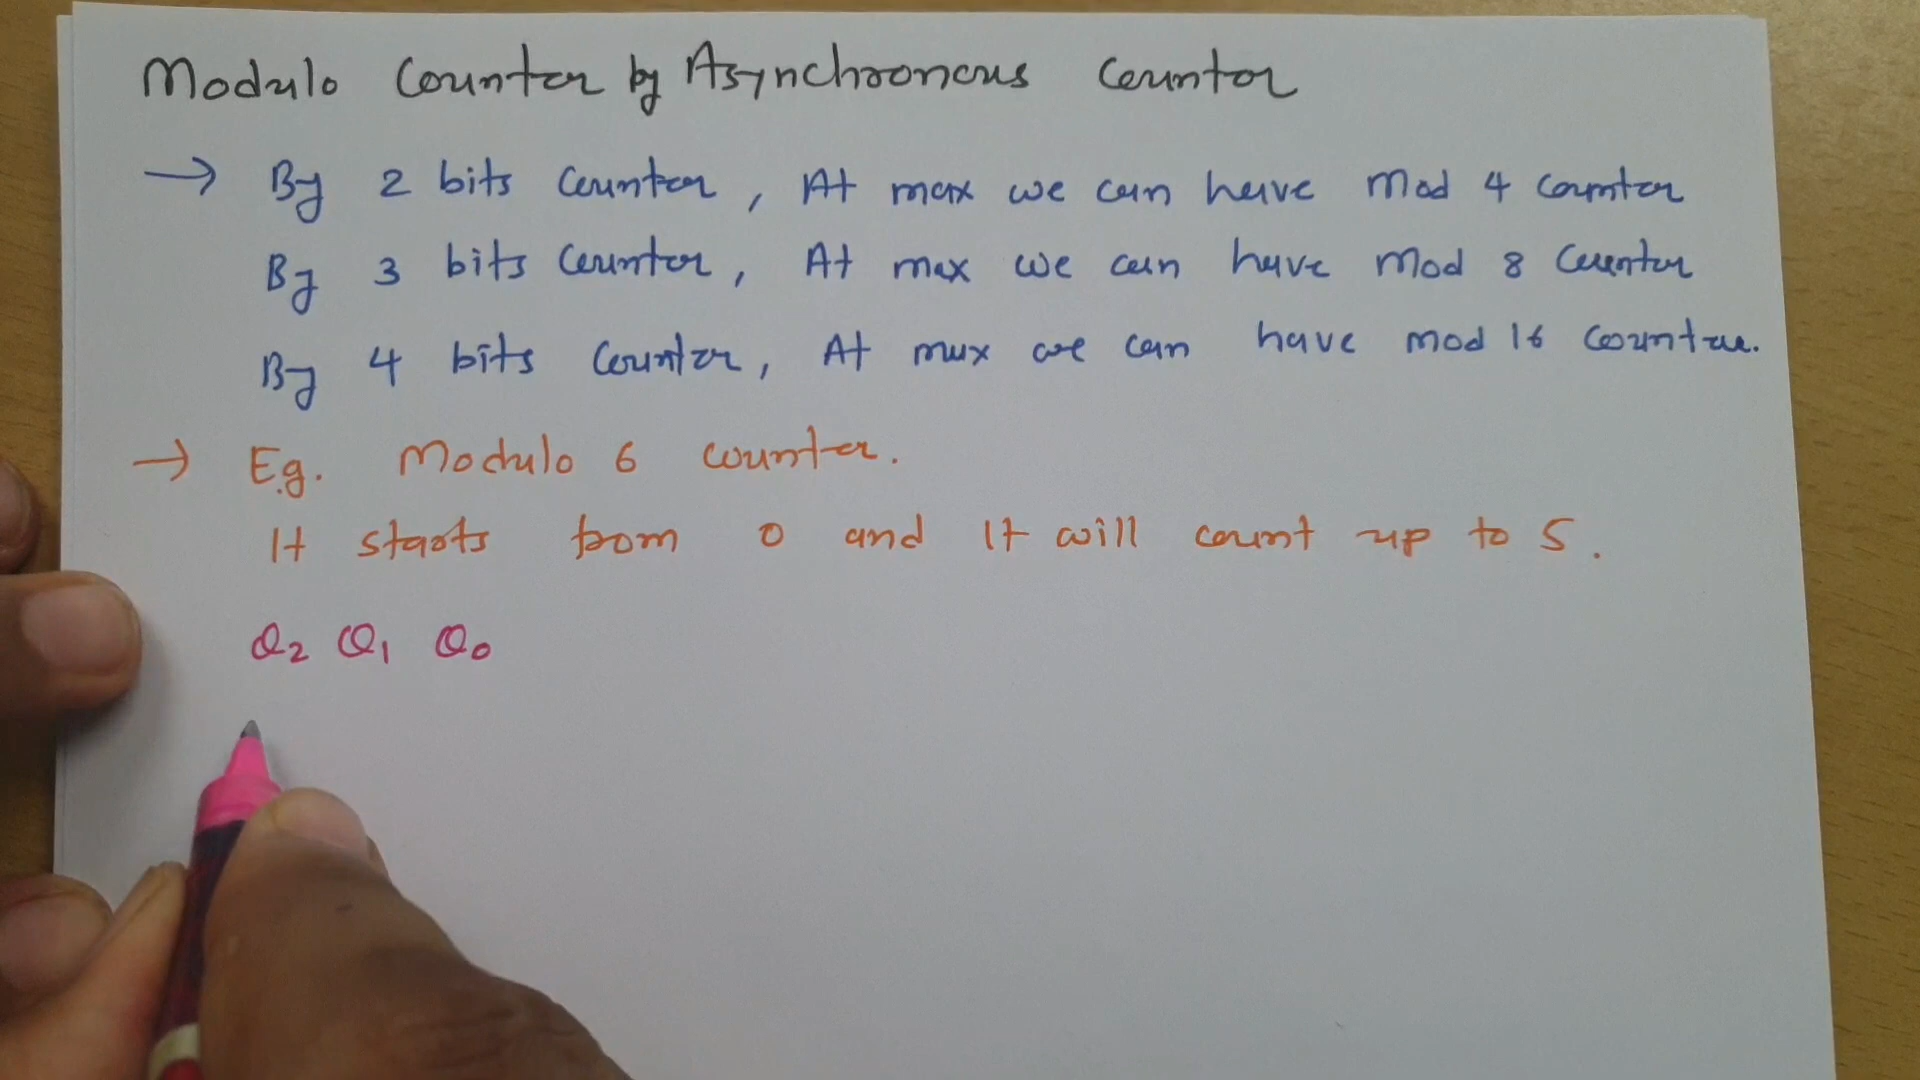 Modulo Counter by Asynchronous Counter
→ By 2 bits Counter, At max we can have Mod 4 Counter
By 3 bits Counter, At max we can have Mod 8 Counter
By 4 bits Counter, At max we can have mod 16 Counter.
→ E.g. Modulo 6 counter.
It starts from 0 and It will count up to 5.
Q2 Q1 Q0